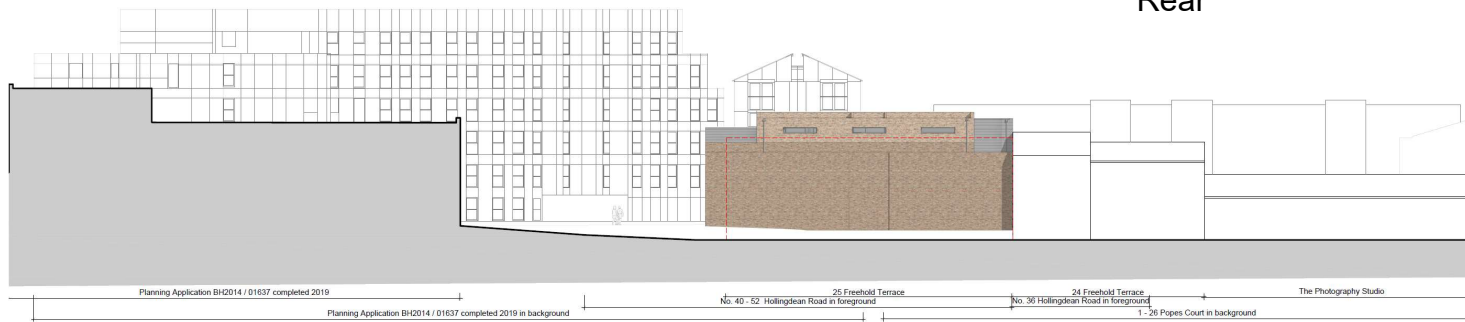 Rear
Planning Application BH2014 / 01637 completed 2019
25 Freehold Terrace
24 Freehold Terrace
The Photography Studio
No. 40 - 52 Hollingdean Road in foreground
No. 36 Hollingdean Road in foreground
Planning Application BH2014 / 01637 completed 2019 in background
1 - 26 Popes Court in background